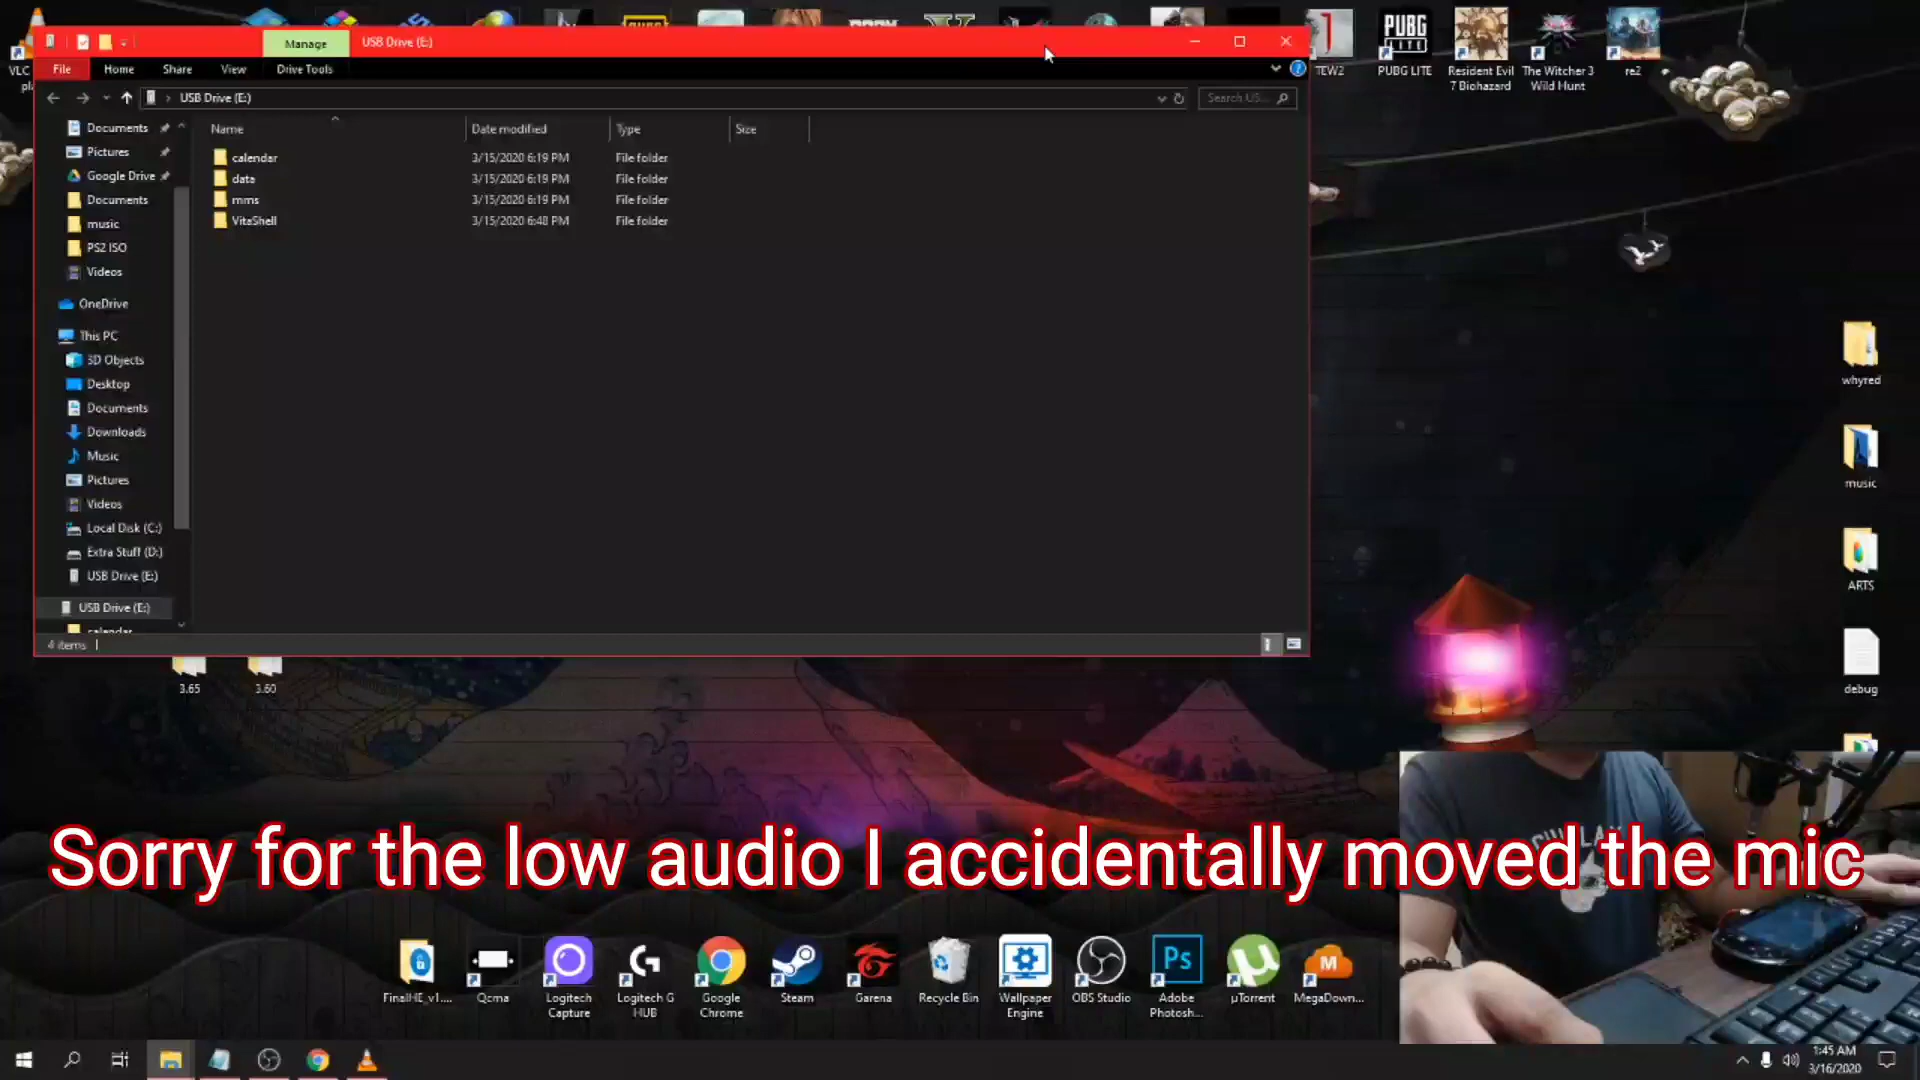 Manage
USB Drive (E:)
File
Home
Share
View
Drive Tools
USB Drive (E:)
Search US...
Name
Date modified
Type
Size
Documents
Pictures
Google Drive
Documents
music
PS2 ISO
Videos
OneDrive
This PC
3D Objects
Desktop
Documents
Downloads
Music
Pictures
Videos
Local Disk (C:)
Extra Stuff (D:)
USB Drive (E:)
USB Drive (E:)
calendar
calendar 3/15/2020 6:19 PM File folder
data 3/15/2020 6:19 PM File folder
mms 3/15/2020 6:19 PM File folder
VitaShell 3/15/2020 6:48 PM File folder
4 items
VLC
TEW2
PUBG LITE
PUBG LITE
Resident Evil
7 Biohazard
The Witcher 3
Wild Hunt
re2
whyred
music
ARTS
debug
3.65
3.60
Sorry for the low audio I accidentally moved the mic
FinalHE_v1....
Qcma
Logitech
Capture
Logitech G
HUB
Google
Chrome
Steam
Garena
Recycle Bin
Wallpaper
Engine
OBS Studio
Ps
Adobe
Photosh...
µTorrent
M
MegaDown...
1:45 AM
3/16/2020